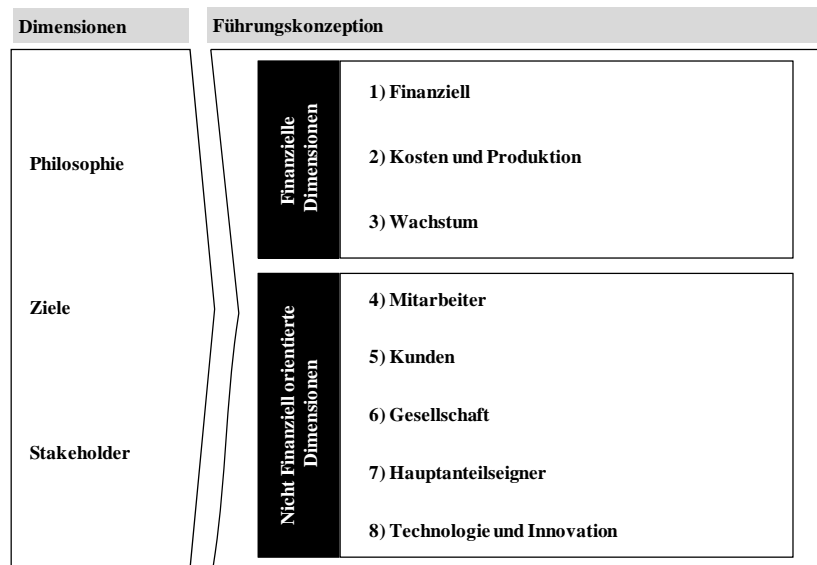 Dimensionen
Führungskonzeption
Philosophie
Ziele
Stakeholder
Finanzielle
Dimensionen
1) Finanziell
2) Kosten und Produktion
3) Wachstum
Nicht Finanziell orientierte
Dimensionen
4) Mitarbeiter
5) Kunden
6) Gesellschaft
7) Hauptanteilseigner
8) Technologie und Innovation